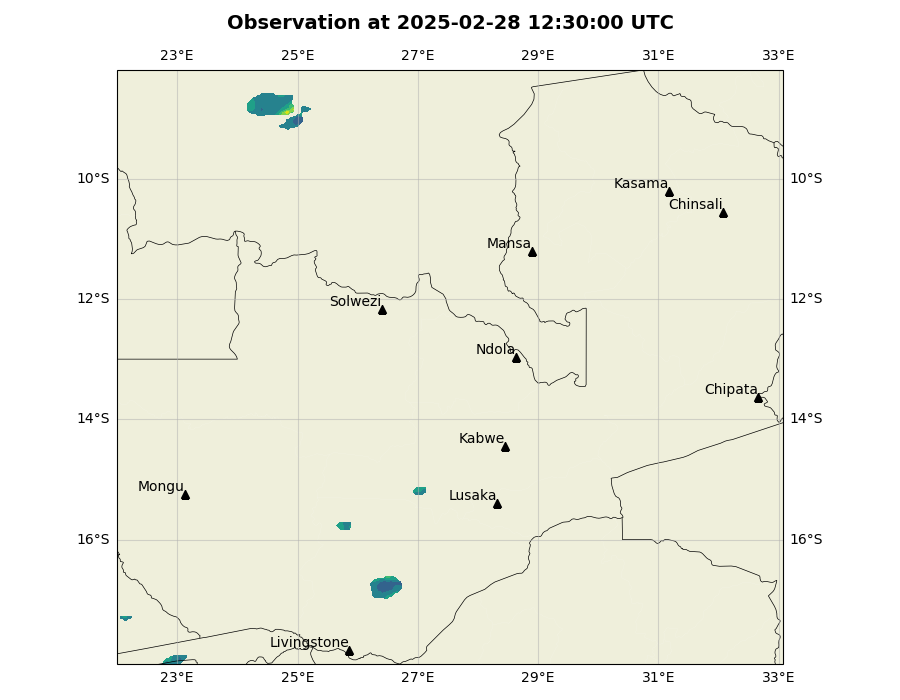 Observation at 2025-02-28 12:30:00 UTC
23°E 25°E 27°E 29°E 31°E 33°E
10°S 10°S
Kasama
Chinsali
Mansa
12°S 12°S
Solwezi
Ndola
Chipata
14°S 14°S
Kabwe
Mongu
Lusaka
16°S 16°S
Livingstone
23°E 25°E 27°E 29°E 31°E 33°E